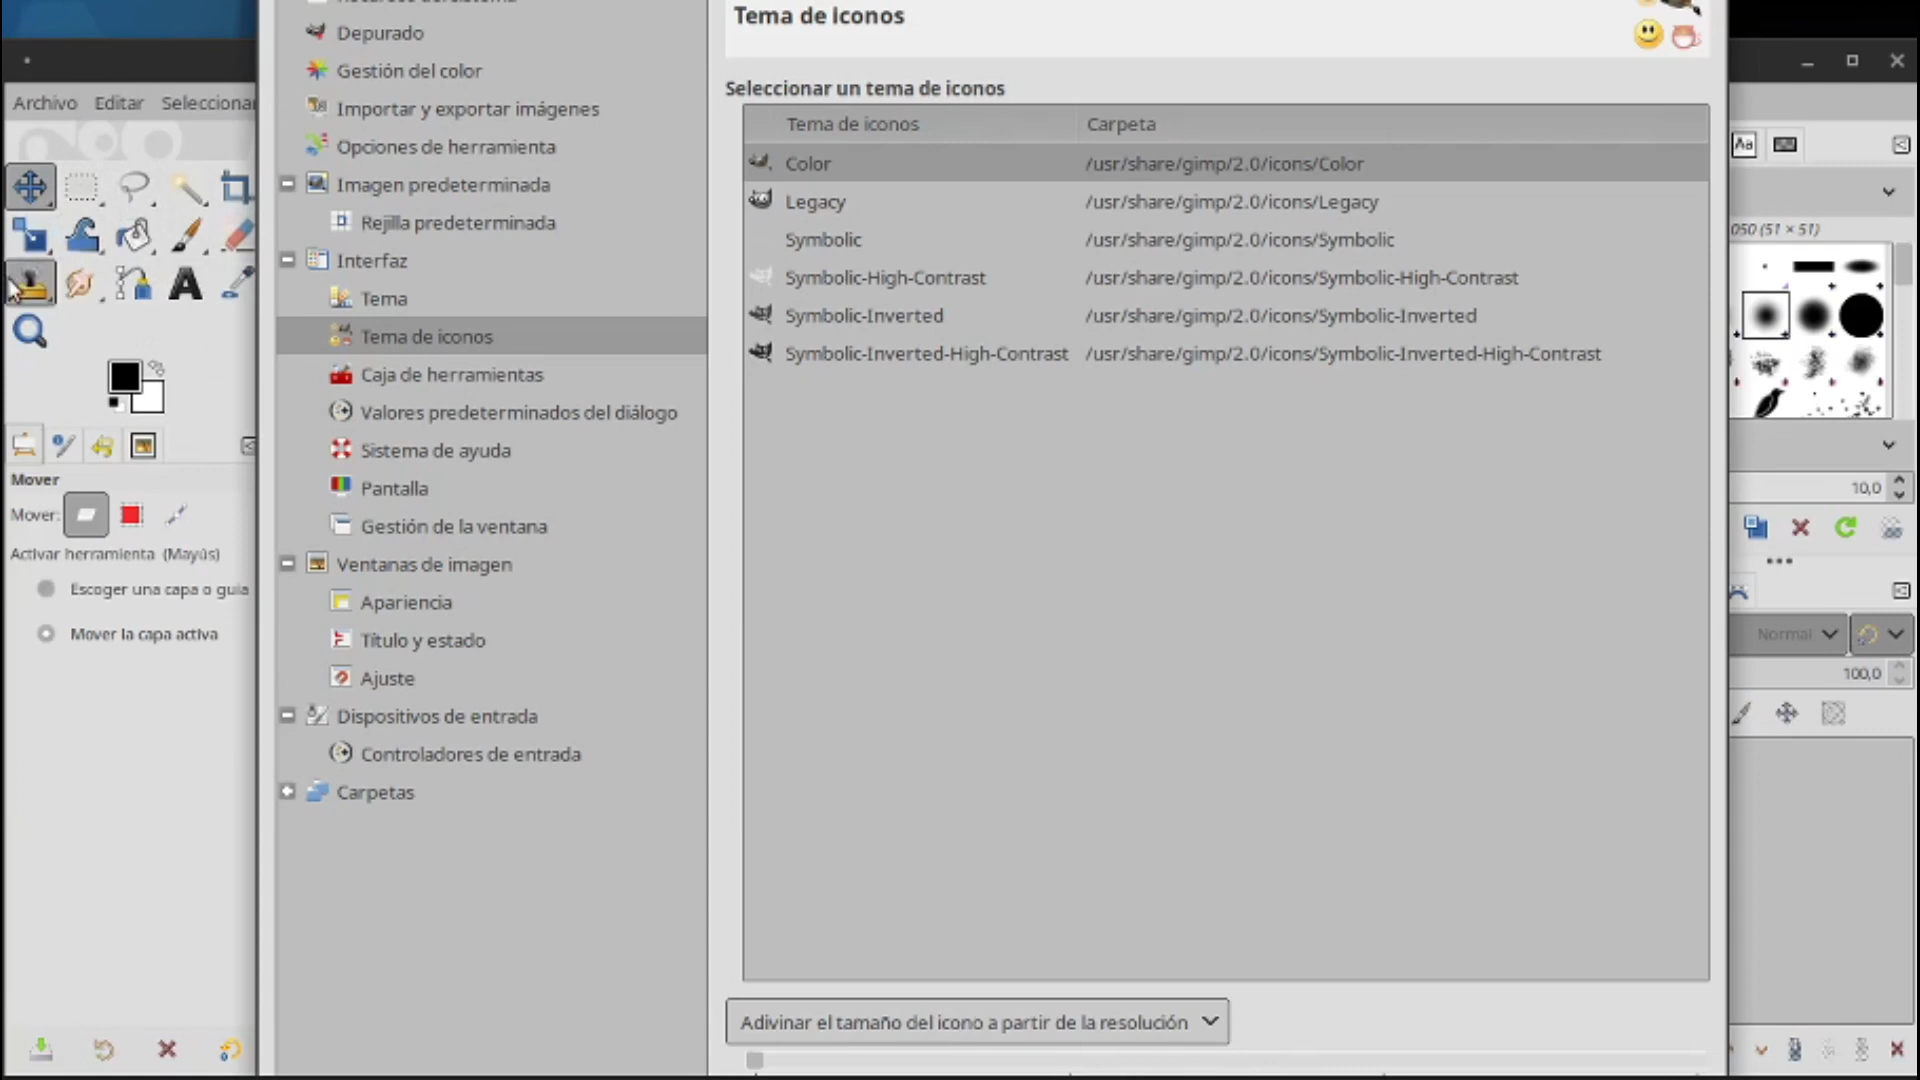 Depurado
Gestión del color
Importar y exportar imágenes
Opciones de herramienta
Imagen predeterminada
Rejilla predeterminada
Interfaz
Tema
Tema de iconos
Caja de herramientas
Valores predeterminados del diálogo
Sistema de ayuda
Pantalla
Gestión de la ventana
Ventanas de imagen
Apariencia
Título y estado
Ajuste
Dispositivos de entrada
Controladores de entrada
Carpetas
Tema de iconos
Seleccionar un tema de iconos
Tema de iconos Carpeta
Color /usr/share/gimp/2.0/icons/Color
Legacy /usr/share/gimp/2.0/icons/Legacy
Symbolic /usr/share/gimp/2.0/icons/Symbolic
Symbolic-High-Contrast /usr/share/gimp/2.0/icons/Symbolic-High-Contrast
Symbolic-Inverted /usr/share/gimp/2.0/icons/Symbolic-Inverted
Symbolic-Inverted-High-Contrast /usr/share/gimp/2.0/icons/Symbolic-Inverted-High-Contrast
Adivinar el tamaño del icono a partir de la resolución
Archivo Editar Seleccionar
Mover
Mover:
Activar herramienta (Mayús)
Escoger una capa o guía
Mover la capa activa
Aa
050 (51 × 51)
10,0
Normal
100,0